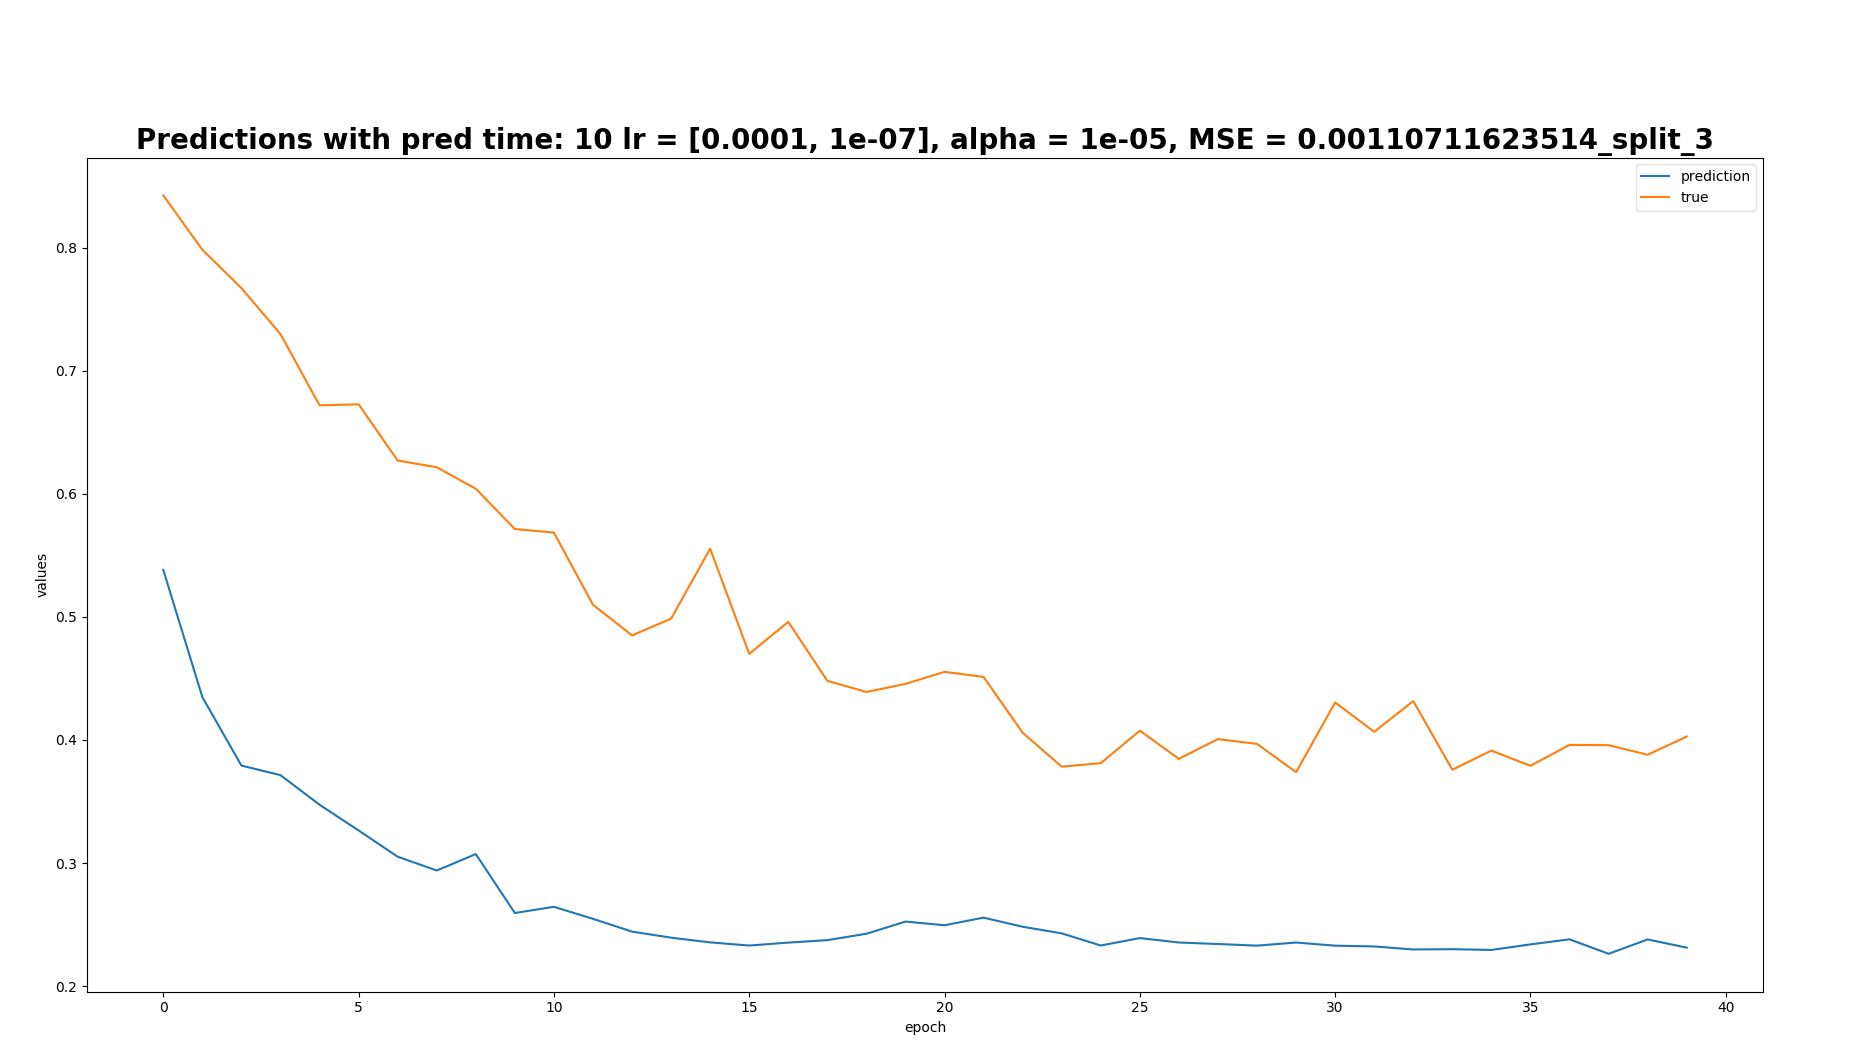 Predictions with pred time: 10 lr = [0.0001, 1e-07], alpha = 1e-05, MSE = 0.00110711623514_split_3
prediction
true
0.8
0.7
0.6
0.5
0.4
0.3
0.2
values
0 5 10 15 20 25 30 35 40
epoch